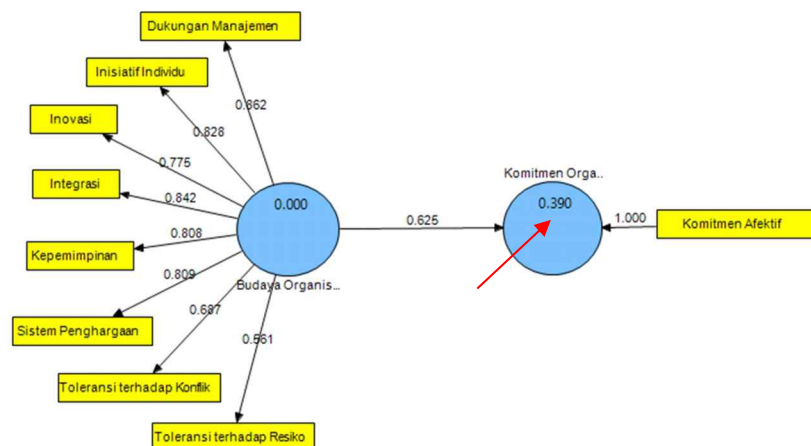 Dukungan Manajemen
Inisiatif Individu
0.862
0.828
Inovasi
0.775
Integrasi
0.842
0.000
Komitmen Orga..
0.390
0.625
1.000
Komitmen Afektif
0.808
Kepemimpinan
0.809
Budaya Organis...
0.687
Sistem Penghargaan
0.561
Toleransi terhadap Konflik
Toleransi terhadap Resiko